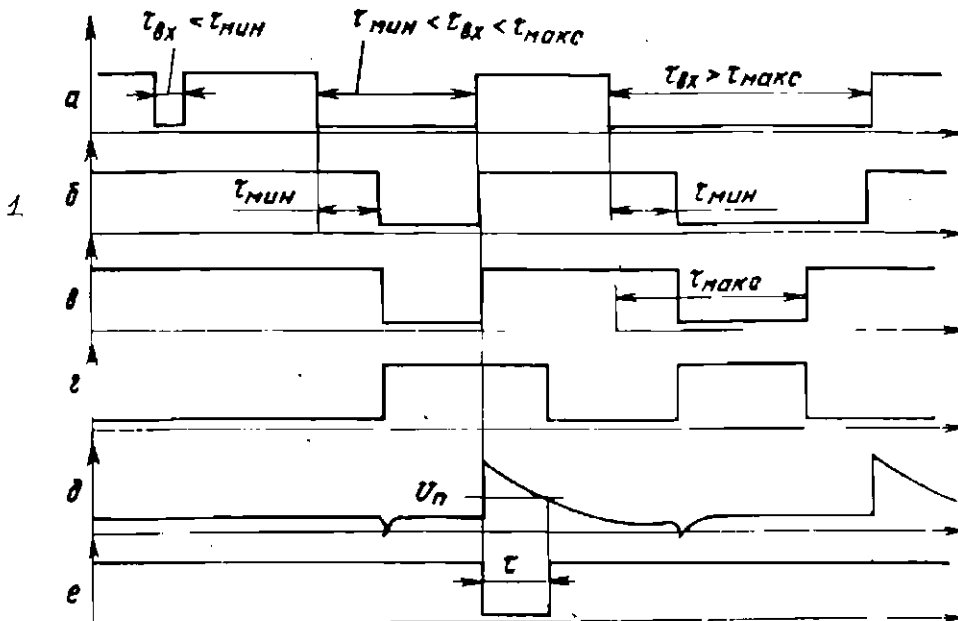 τвх < τмин
τмин < τвх < τмакс
а
τвх > τмакс
1
б
τмин
τмин
в
τмакс
г
д
Uп
е
τ